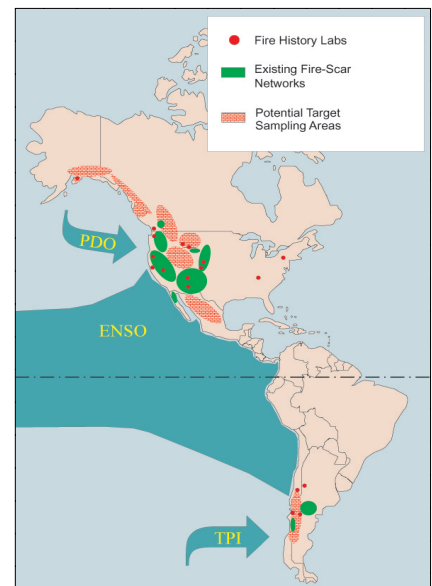 Fire History Labs
Existing Fire-Scar
Networks
Potential Target
Sampling Areas
PDO
ENSO
TPI